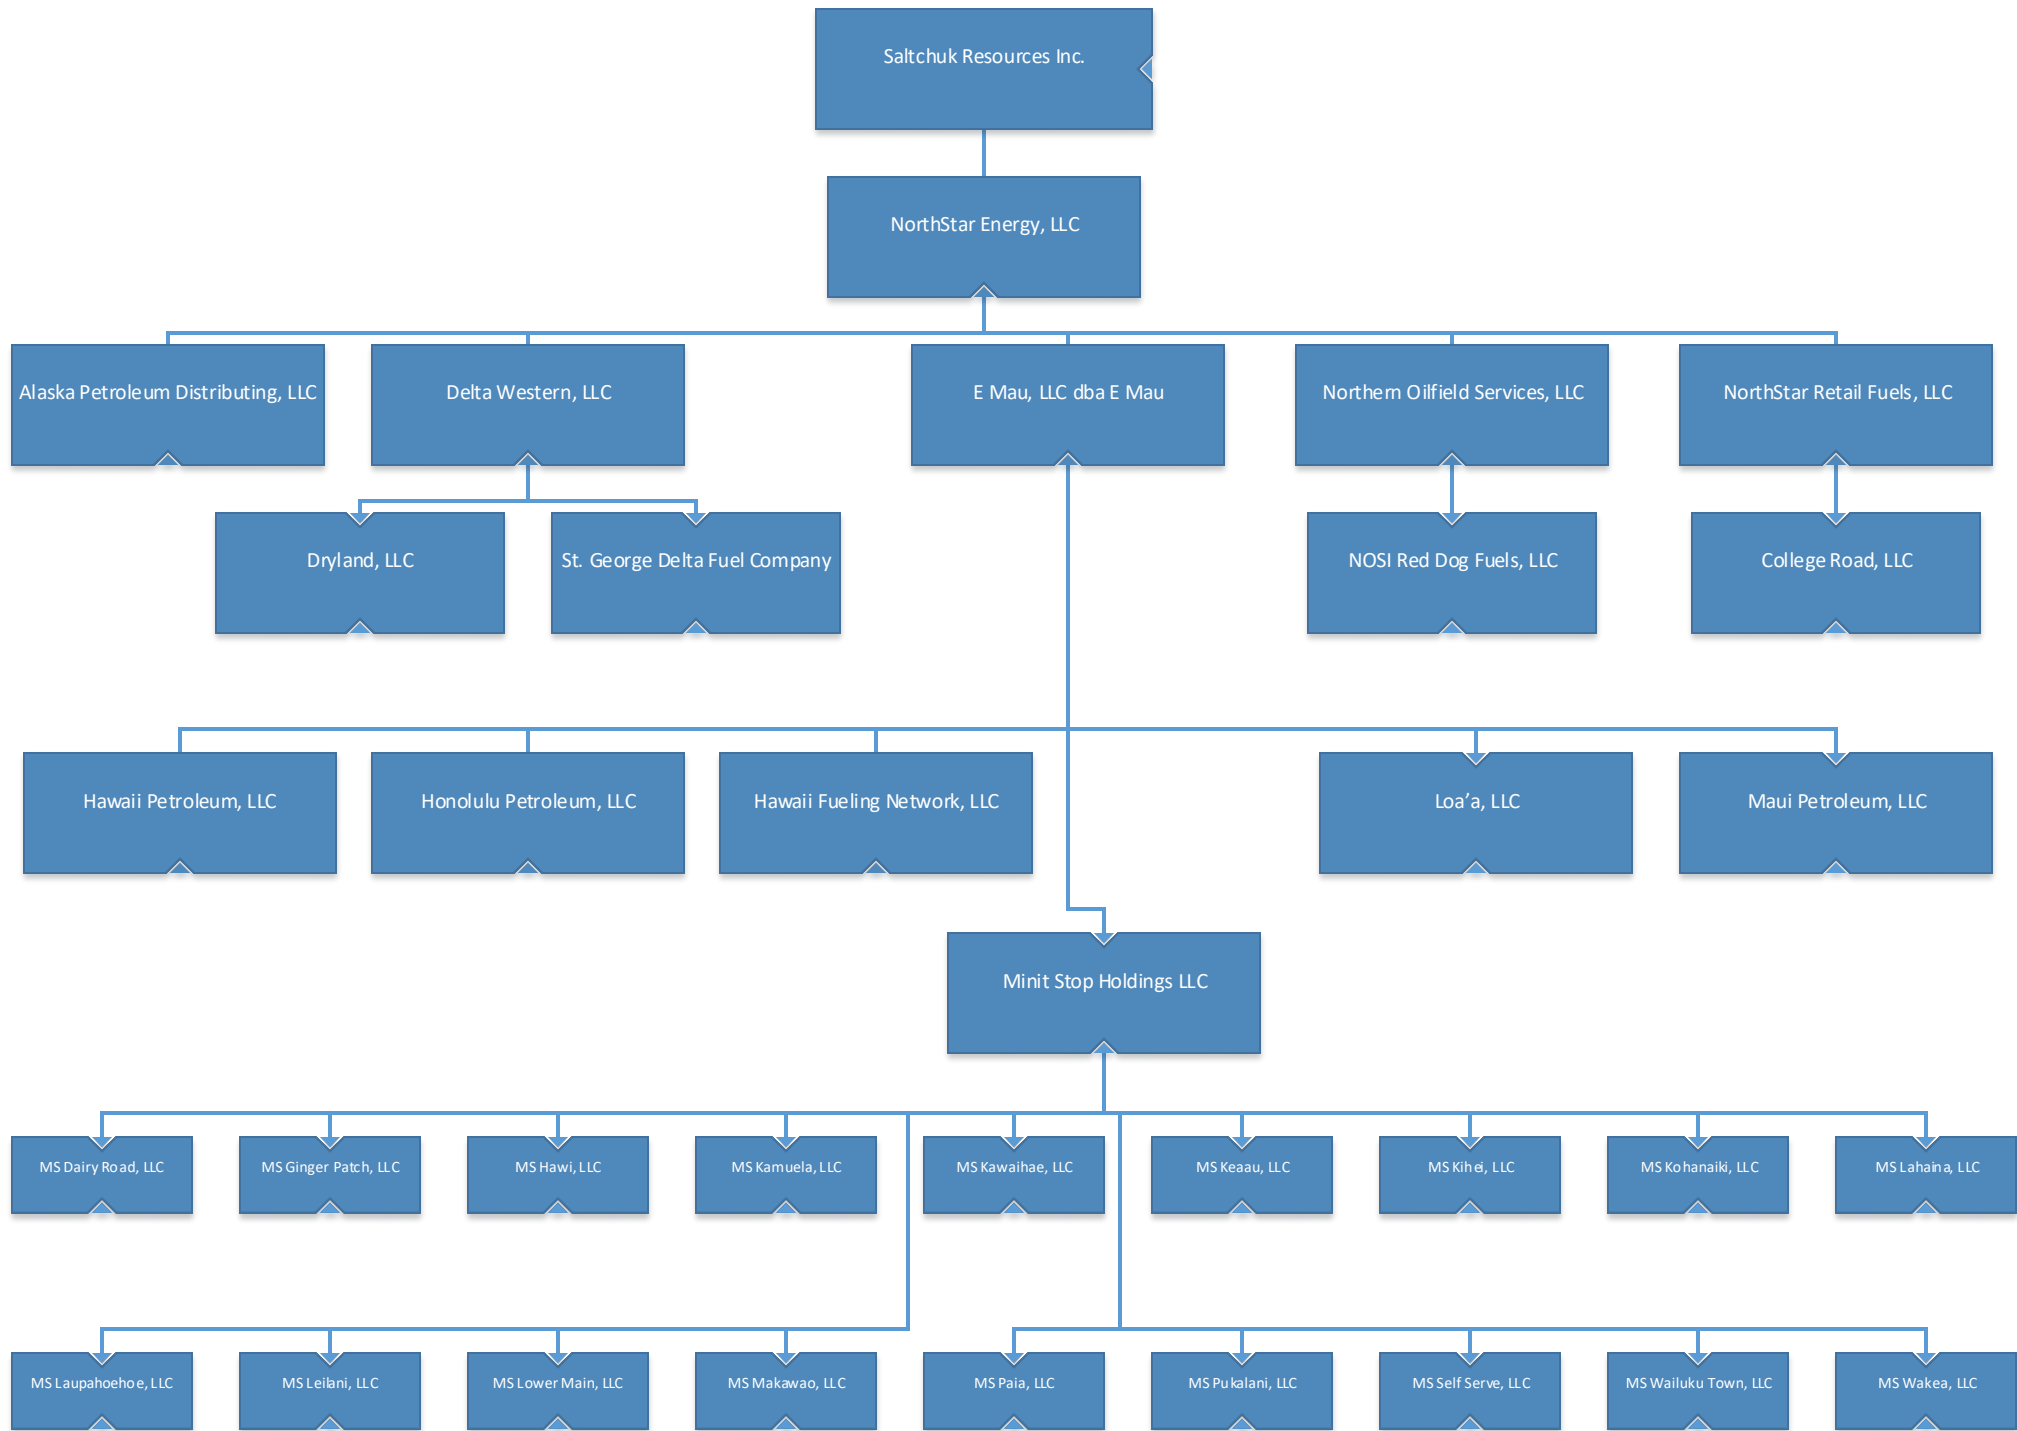 Saltchuk Resources Inc.
NorthStar Energy, LLC
Alaska Petroleum Distributing, LLC
Delta Western, LLC
E Mau, LLC dba E Mau
Northern Oilfield Services, LLC
NorthStar Retail Fuels, LLC
Dryland, LLC
St. George Delta Fuel Company
NOSI Red Dog Fuels, LLC
College Road, LLC
Hawaii Petroleum, LLC
Honolulu Petroleum, LLC
Hawaii Fueling Network, LLC
Loa’a, LLC
Maui Petroleum, LLC
Minit Stop Holdings LLC
MS Dairy Road, LLC
MS Ginger Patch, LLC
MS Hawi, LLC
MS Kamuela, LLC
MS Kawaihae, LLC
MS Keaau, LLC
MS Kihei, LLC
MS Kohanaiki, LLC
MS Lahaina, LLC
MS Laupahoehoe, LLC
MS Leilani, LLC
MS Lower Main, LLC
MS Makawao, LLC
MS Paia, LLC
MS Pukalani, LLC
MS Self Serve, LLC
MS Wailuku Town, LLC
MS Wakea, LLC